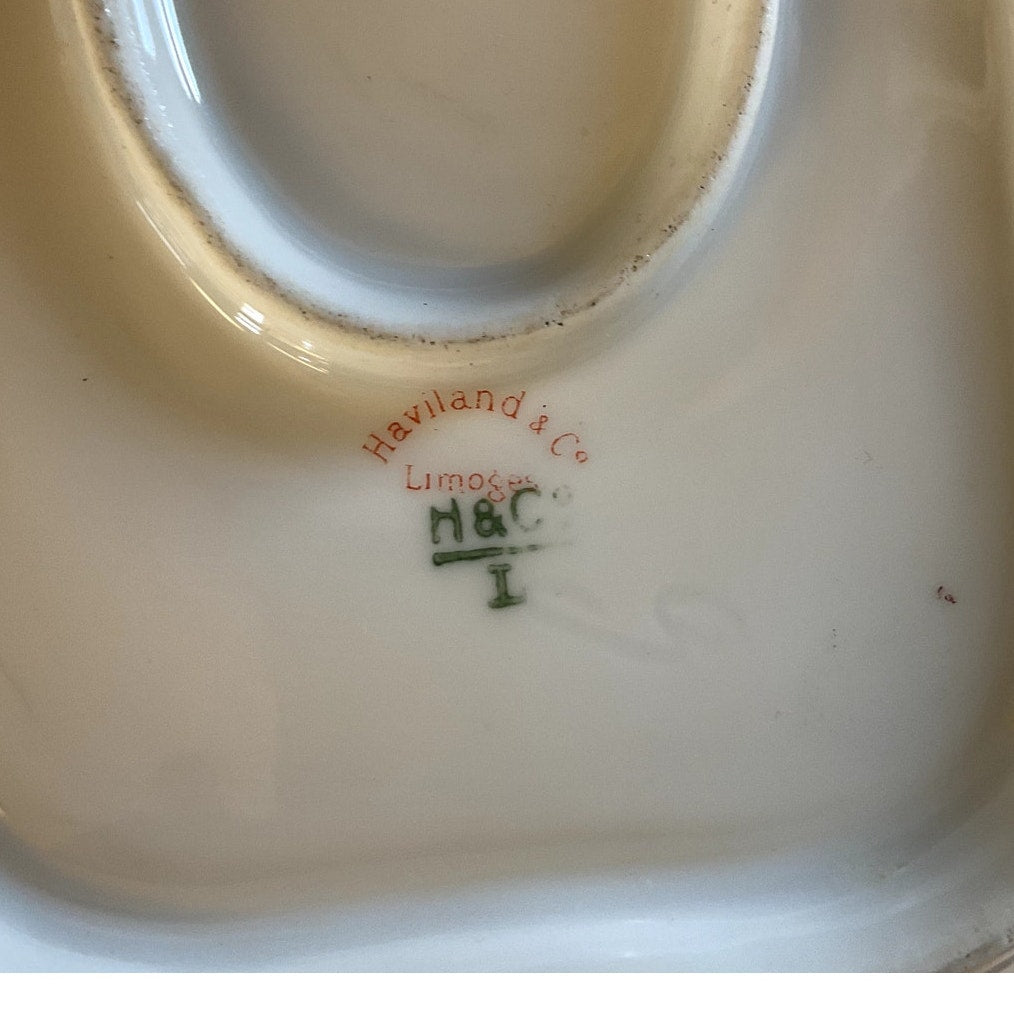 Haviland & Co
Limoges
H & Co
L